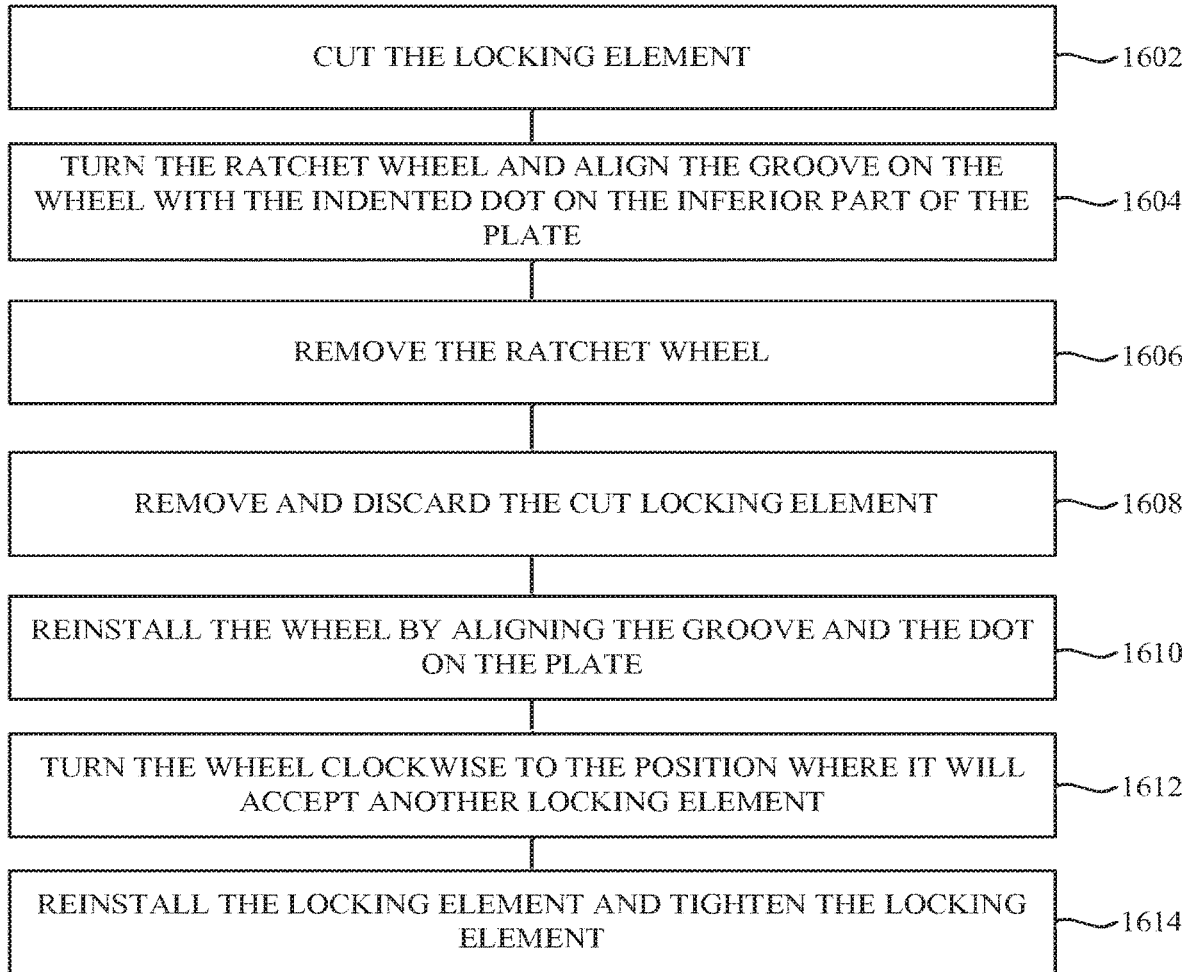 CUT THE LOCKING ELEMENT
1602
TURN THE RATCHET WHEEL AND ALIGN THE GROOVE ON THE
WHEEL WITH THE INDENTED DOT ON THE INFERIOR PART OF THE
PLATE
1604
REMOVE THE RATCHET WHEEL
1606
REMOVE AND DISCARD THE CUT LOCKING ELEMENT
1608
REINSTALL THE WHEEL BY ALIGNING THE GROOVE AND THE DOT
ON THE PLATE
1610
TURN THE WHEEL CLOCKWISE TO THE POSITION WHERE IT WILL
ACCEPT ANOTHER LOCKING ELEMENT
1612
REINSTALL THE LOCKING ELEMENT AND TIGHTEN THE LOCKING
ELEMENT
1614